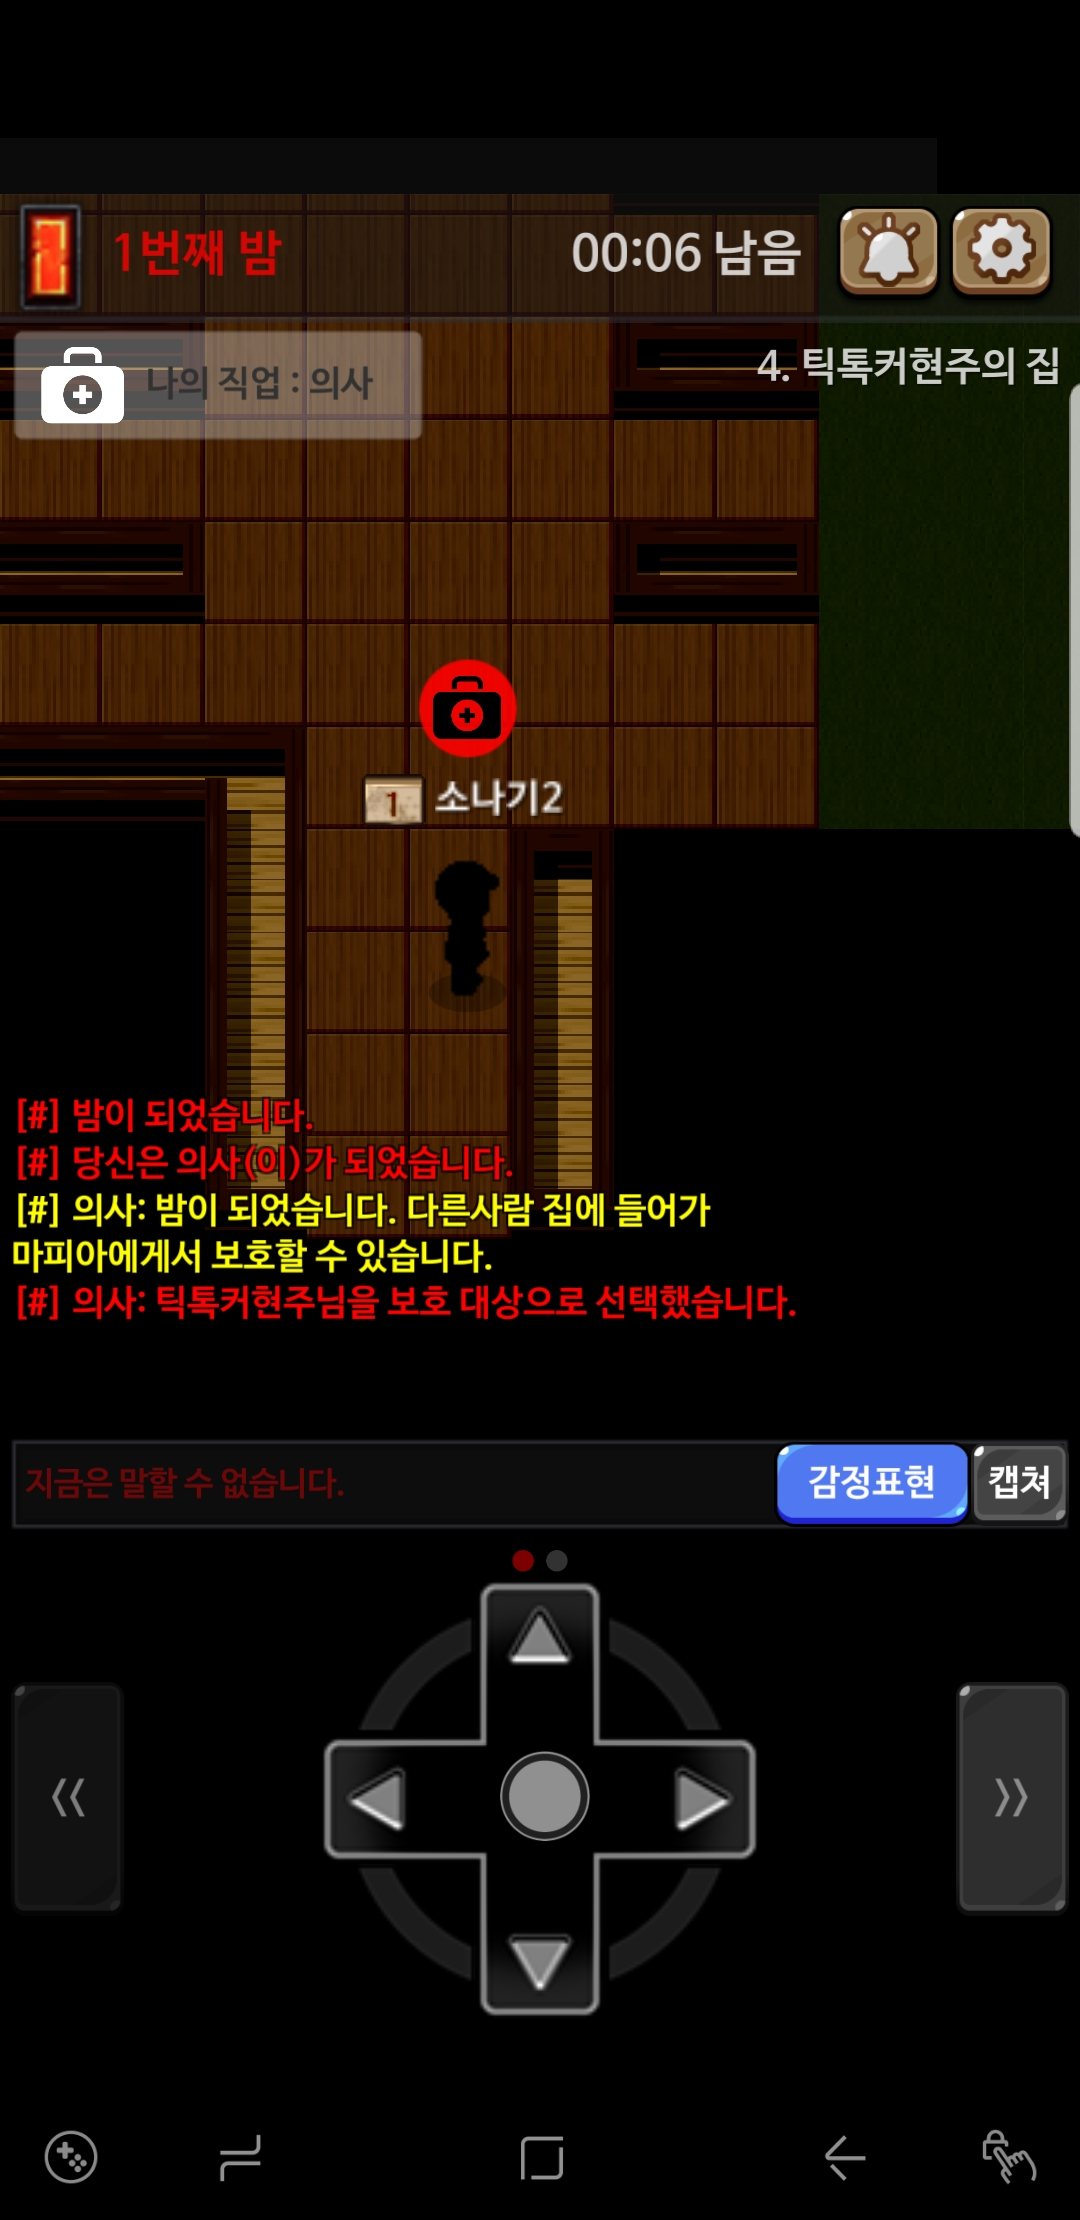 1번째 밤
00:06 남음
나의 직업 : 의사
4. 틱톡커현주의 집
1 소나기2
[#] 밤이 되었습니다.
[#] 당신은 의사(이)가 되었습니다.
[#] 의사: 밤이 되었습니다. 다른사람 집에 들어가
마피아에게서 보호할 수 있습니다.
[#] 의사: 틱톡커현주님을 보호 대상으로 선택했습니다.
지금은 말할 수 없습니다.
감정표현
캡쳐